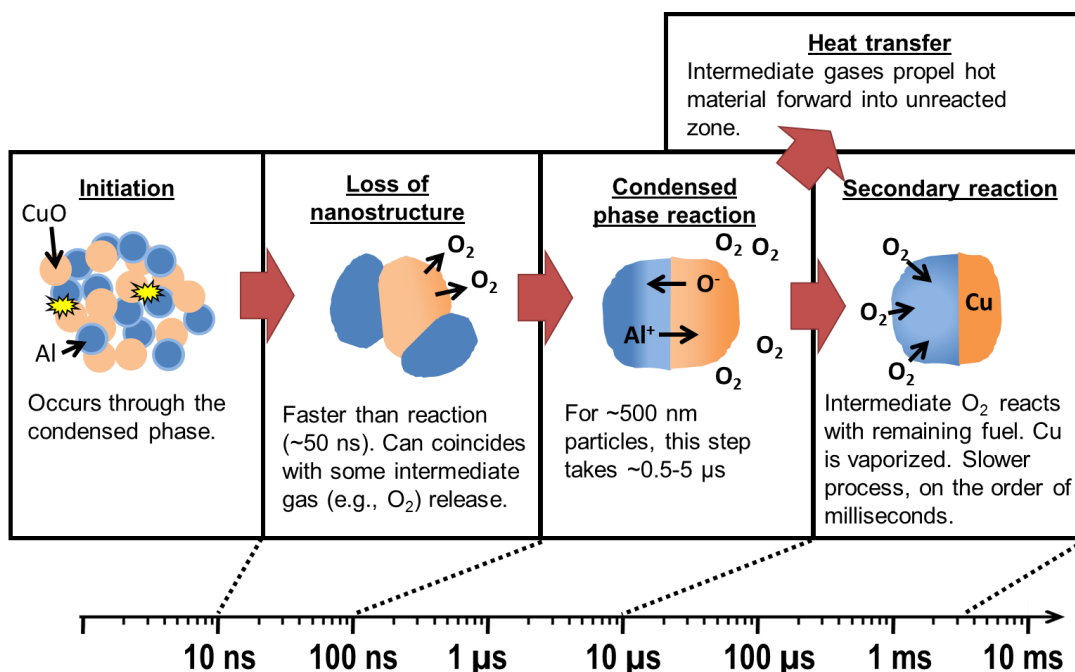 Heat transfer
Intermediate gases propel hot
material forward into unreacted
zone.
Initiation
CuO
Al
Occurs through the
condensed phase.
Loss of
nanostructure
O₂
O₂
Faster than reaction
(~50 ns). Can coincides
with some intermediate
gas (e.g., O₂) release.
Condensed
phase reaction
O₂ O₂
O⁻
Al⁺
O₂
O₂
For ~500 nm
particles, this step
takes ~0.5-5 µs
Secondary reaction
O₂
O₂
Cu
O₂
Intermediate O₂ reacts
with remaining fuel. Cu
is vaporized. Slower
process, on the order of
milliseconds.
10 ns 100 ns 1 µs 10 µs 100 µs 1 ms 10 ms